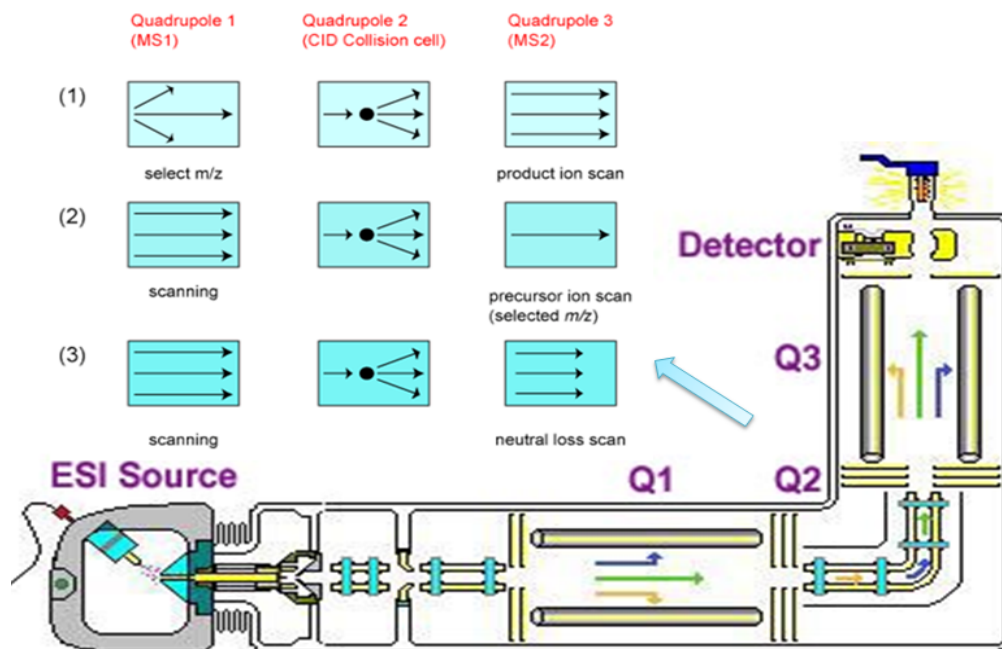 Quadrupole 1
(MS1)
Quadrupole 2
(CID Collision cell)
Quadrupole 3
(MS2)
(1)
select m/z
product ion scan
(2)
scanning
precursor ion scan
(selected m/z)
(3)
scanning
neutral loss scan
Detector
Q3
ESI Source
Q1
Q2